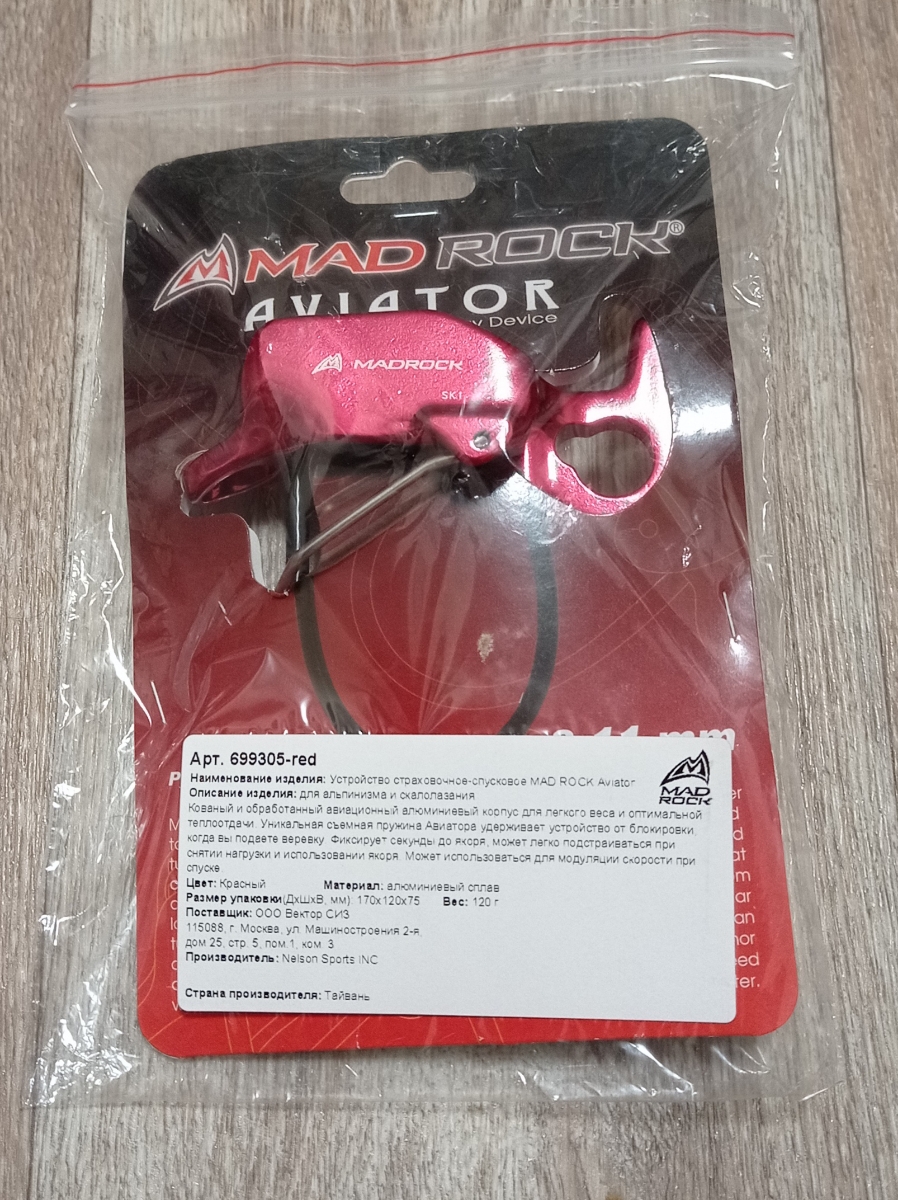 MAD ROCK®
AVIATOR
y Device
MADROCK
SKI
11 mm
Арт. 699305-red
Наименование изделия: Устройство страховочное-спусковое MAD ROCK Aviator
Описание изделия: для альпинизма и скалолазания
MAD
ROCK
Кованый и обработанный авиационный алюминиевый корпус для легкого веса и оптимальной
теплоотдачи. Уникальная съемная пружина Авиатора удерживает устройство от блокировки,
когда вы подаете веревку. Фиксирует секунды до якоря, может легко подстраиваться при
снятии нагрузки и использовании якоря. Может использоваться для модуляции скорости при
спуске
Цвет: Красный Материал: алюминиевый сплав
Размер упаковки(ДхШхВ, мм): 170x120x75 Вес: 120 г
Поставщик: ООО Вектор СИЗ
115088, г. Москва, ул. Машиностроения 2-я,
дом 25, стр. 5, пом.1, ком. 3
Производитель: Nelson Sports INC
Страна производителя: Тайвань